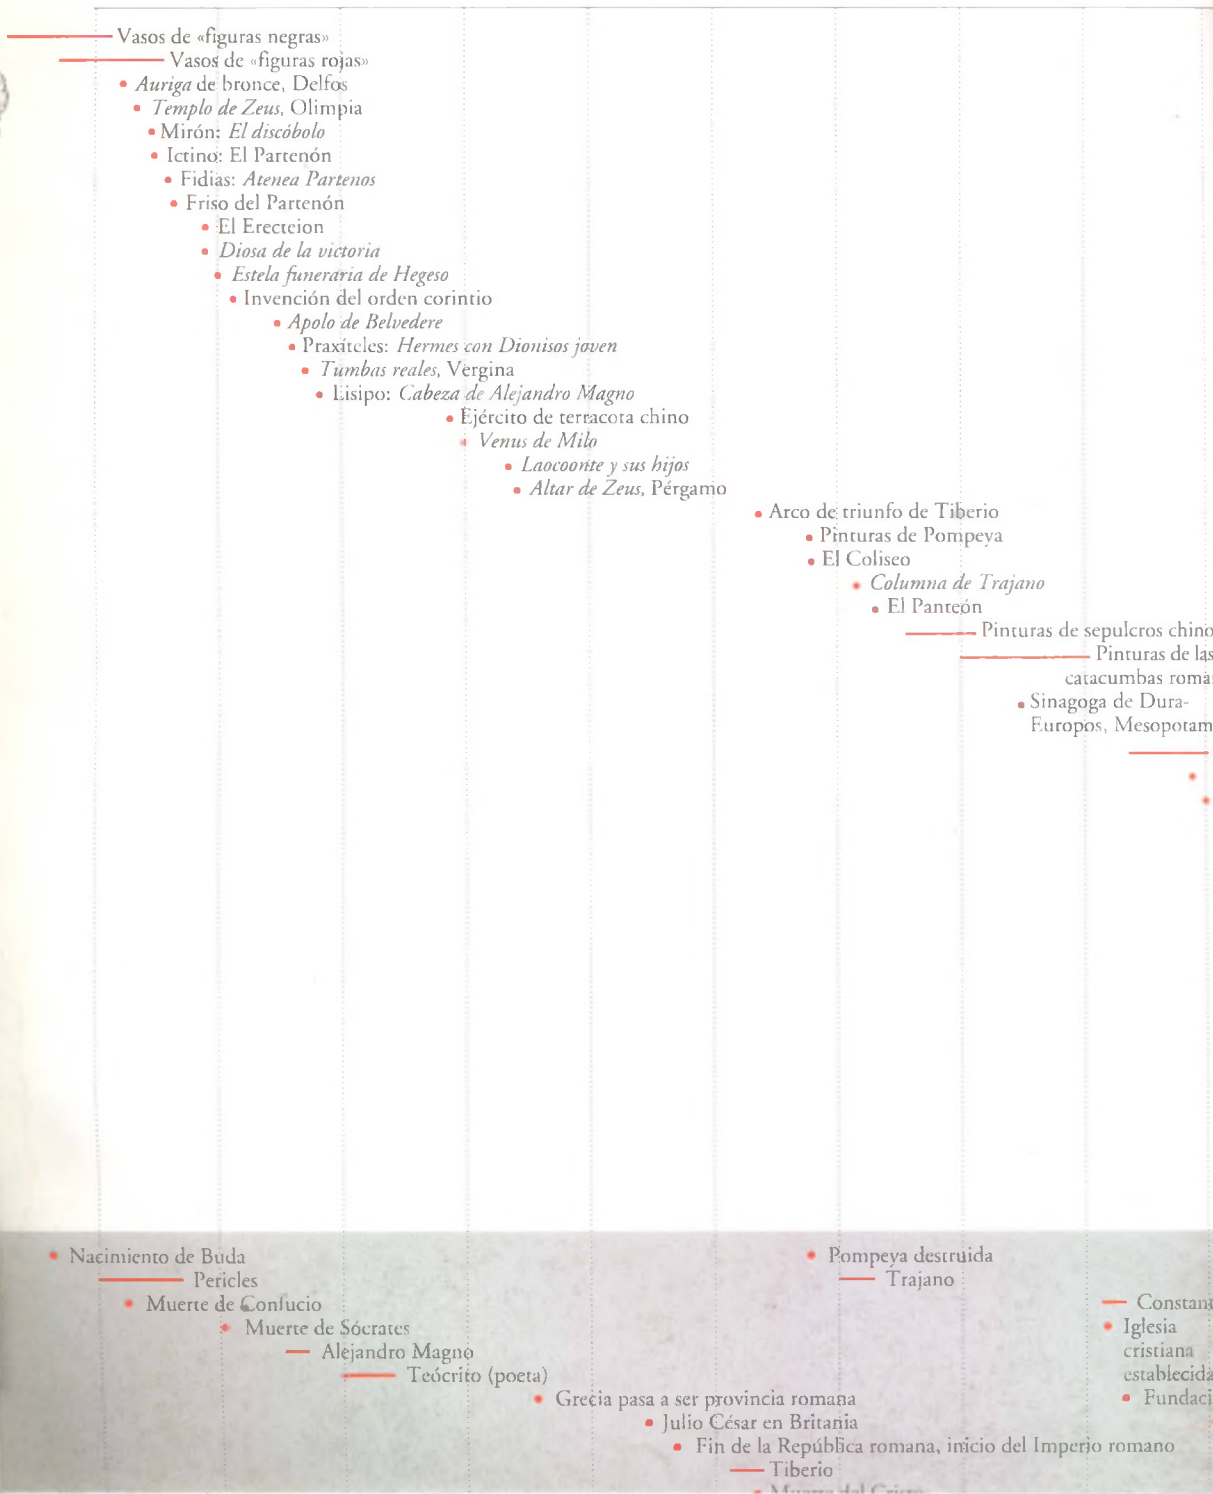 Vasos de «figuras negras»
Vasos de «figuras rojas»
Auriga de bronce, Delfos
Templo de Zeus, Olimpia
Mirón: El discóbolo
Ictino: El Partenón
Fidias: Atenea Partenos
Friso del Partenón
El Erecteion
Diosa de la victoria
Estela funeraria de Hegeso
Invención del orden corintio
Apolo de Belvedere
Praxíteles: Hermes con Dionisos joven
Tumbas reales, Vergina
Lisipo: Cabeza de Alejandro Magno
Ejército de terracota chino
Venus de Milo
Laocoonte y sus hijos
Altar de Zeus, Pérgamo
Arco de triunfo de Tiberio
Pinturas de Pompeya
El Coliseo
Columna de Trajano
El Panteón
Pinturas de sepulcros chino
Pinturas de las
catacumbas roma
Sinagoga de Dura-
Europos, Mesopotam
Nacimiento de Buda
Pericles
Muerte de Confucio
Muerte de Sócrates
Alejandro Magno
Teócrito (poeta)
Grecia pasa a ser provincia romana
Julio César en Britania
Fin de la República romana, inicio del Imperio romano
Tiberio
Muerte del Cristo
Pompeya destruida
Trajano
Constant
Iglesia
cristiana
establecida
Fundaci